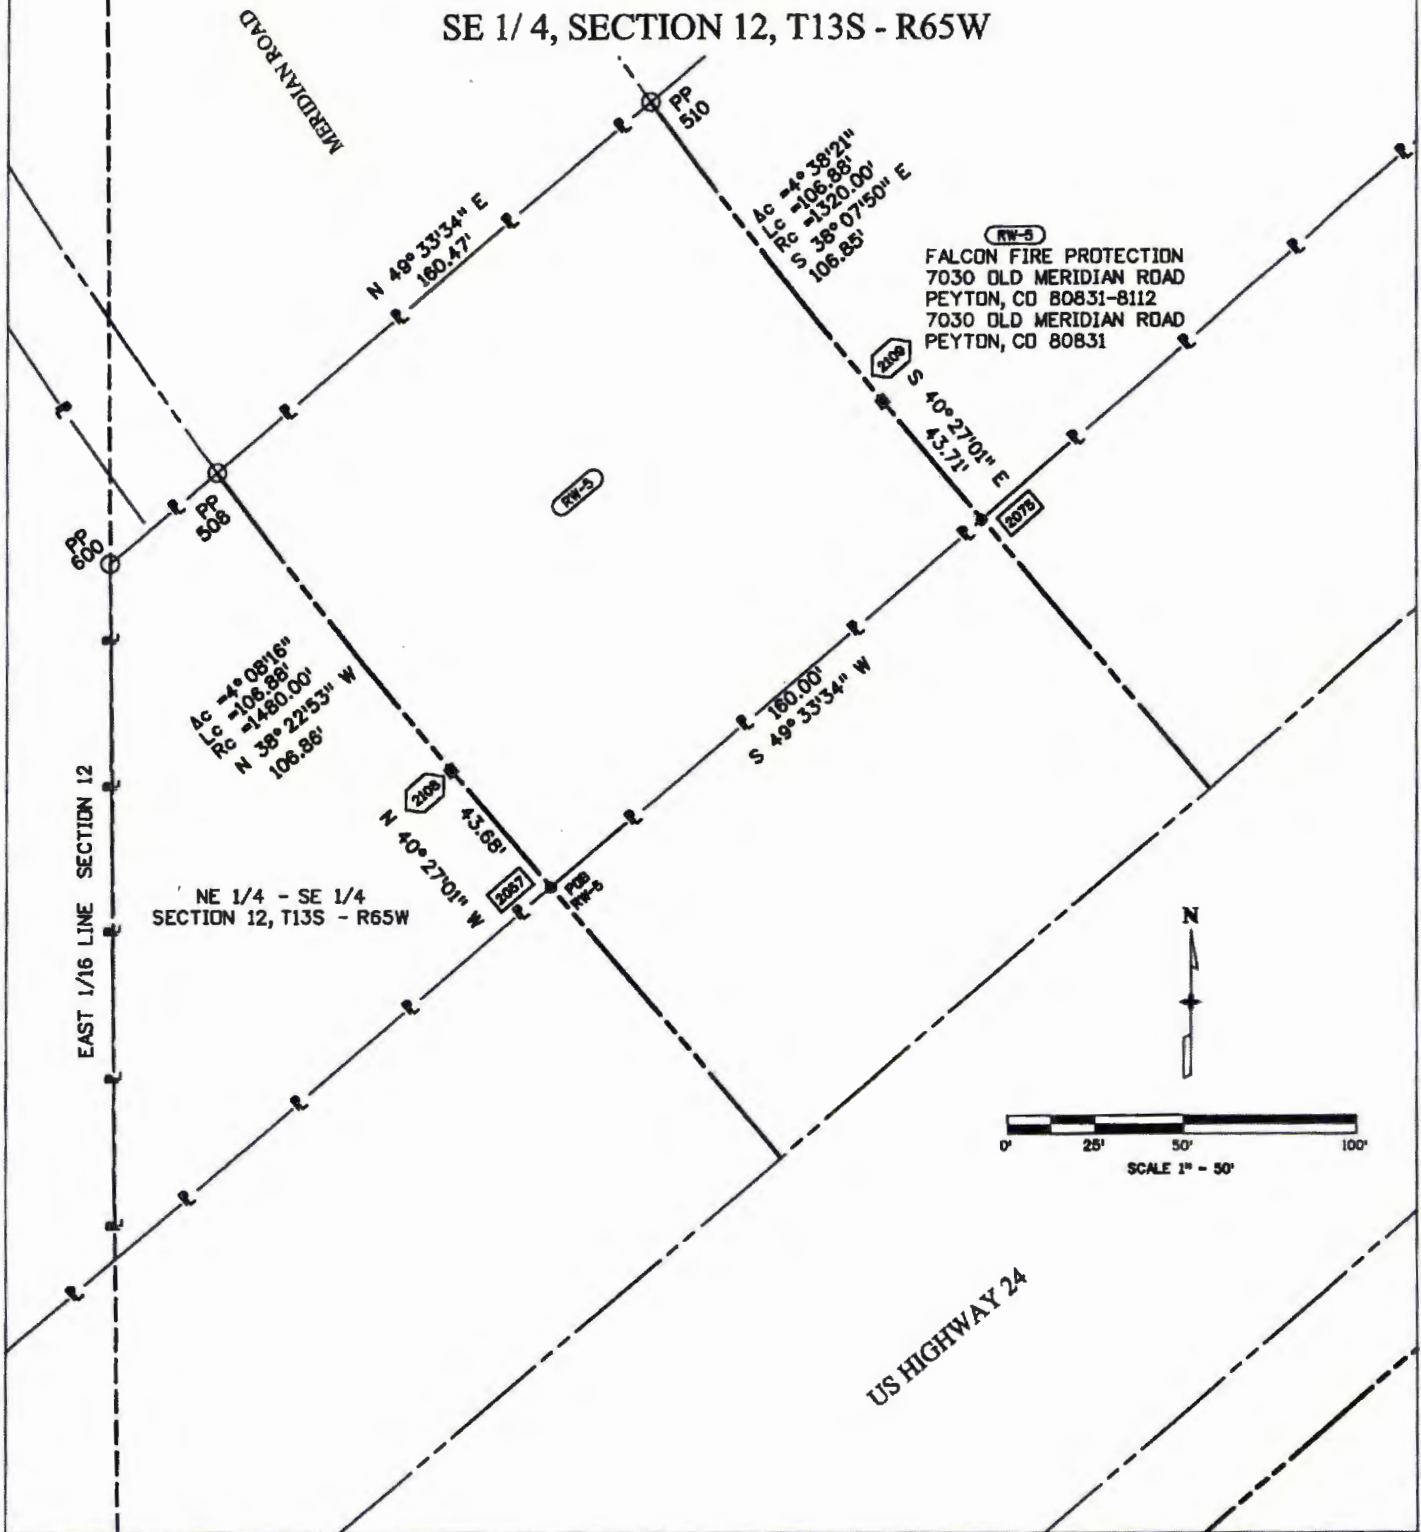 SE 1/ 4, SECTION 12, T13S - R65W
MERIDIAN ROAD
PP
510
N 49° 33'34" E
160.47'
Δc =4° 38'21"
Lc =106.88'
Rc =1320.00'
S 38° 07'50" E
106.85'
RW-5
FALCON FIRE PROTECTION
7030 OLD MERIDIAN ROAD
PEYTON, CO 80831-8112
7030 OLD MERIDIAN ROAD
PEYTON, CO 80831
2109
S 40° 27'01" E
43.71'
2075
RW-5
PP
508
PP
600
Δc =4° 08'16"
Lc =106.88'
Rc =1480.00'
N 38° 22'53" W
106.86'
160.00'
S 49° 33'34" W
2108
43.68'
N 40° 27'01" W
2057
POB
RW-5
EAST 1/16 LINE SECTION 12
NE 1/4 - SE 1/4
SECTION 12, T13S - R65W
N
0' 25' 50' 100'
SCALE 1" - 50'
US HIGHWAY 24